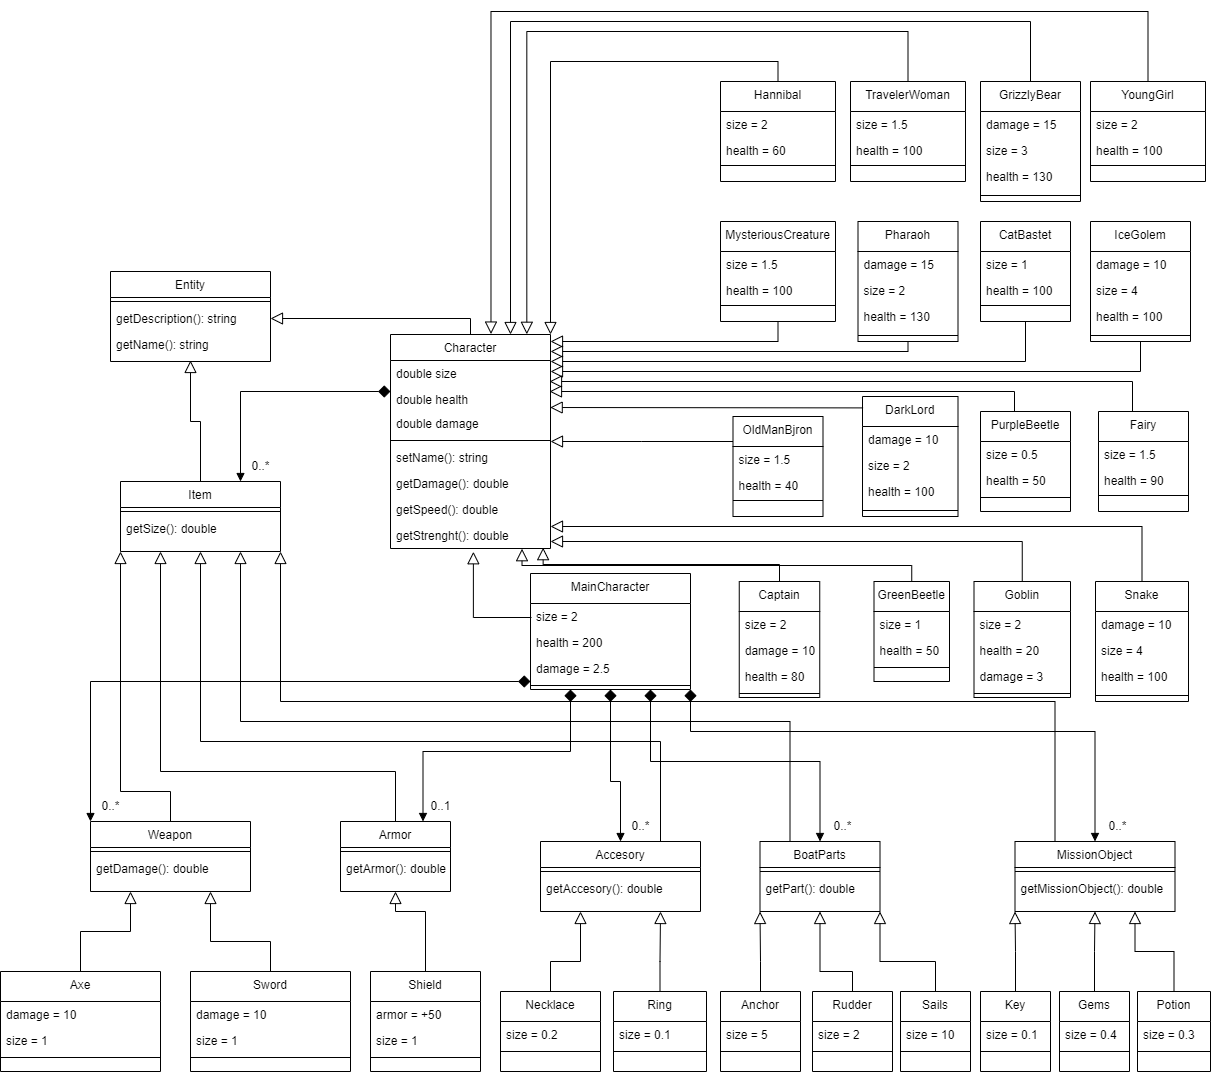 Hannibal
size = 2
health = 60
TravelerWoman
size = 1.5
health = 100
GrizzlyBear
damage = 15
size = 3
health = 130
YoungGirl
size = 2
health = 100
MysteriousCreature
size = 1.5
health = 100
Pharaoh
damage = 15
size = 2
health = 130
CatBastet
size = 1
health = 100
IceGolem
damage = 10
size = 4
health = 100
Entity
getDescription(): string
getName(): string
Character
double size
double health
double damage
setName(): string
getDamage(): double
getSpeed(): double
getStrenght(): double
OldManBjron
size = 1.5
health = 40
DarkLord
damage = 10
size = 2
health = 100
PurpleBeetle
size = 0.5
health = 50
Fairy
size = 1.5
health = 90
0..*
Item
getSize(): double
MainCharacter
size = 2
health = 200
damage = 2.5
Captain
size = 2
damage = 10
health = 80
GreenBeetle
size = 1
health = 50
Goblin
size = 2
health = 20
damage = 3
Snake
damage = 10
size = 4
health = 100
0..*
Weapon
getDamage(): double
0..1
Armor
getArmor(): double
0..*
Accesory
getAccesory(): double
0..*
BoatParts
getPart(): double
0..*
MissionObject
getMissionObject(): double
Axe
damage = 10
size = 1
Sword
damage = 10
size = 1
Shield
armor = +50
size = 1
Necklace
size = 0.2
Ring
size = 0.1
Anchor
size = 5
Rudder
size = 2
Sails
size = 10
Key
size = 0.1
Gems
size = 0.4
Potion
size = 0.3